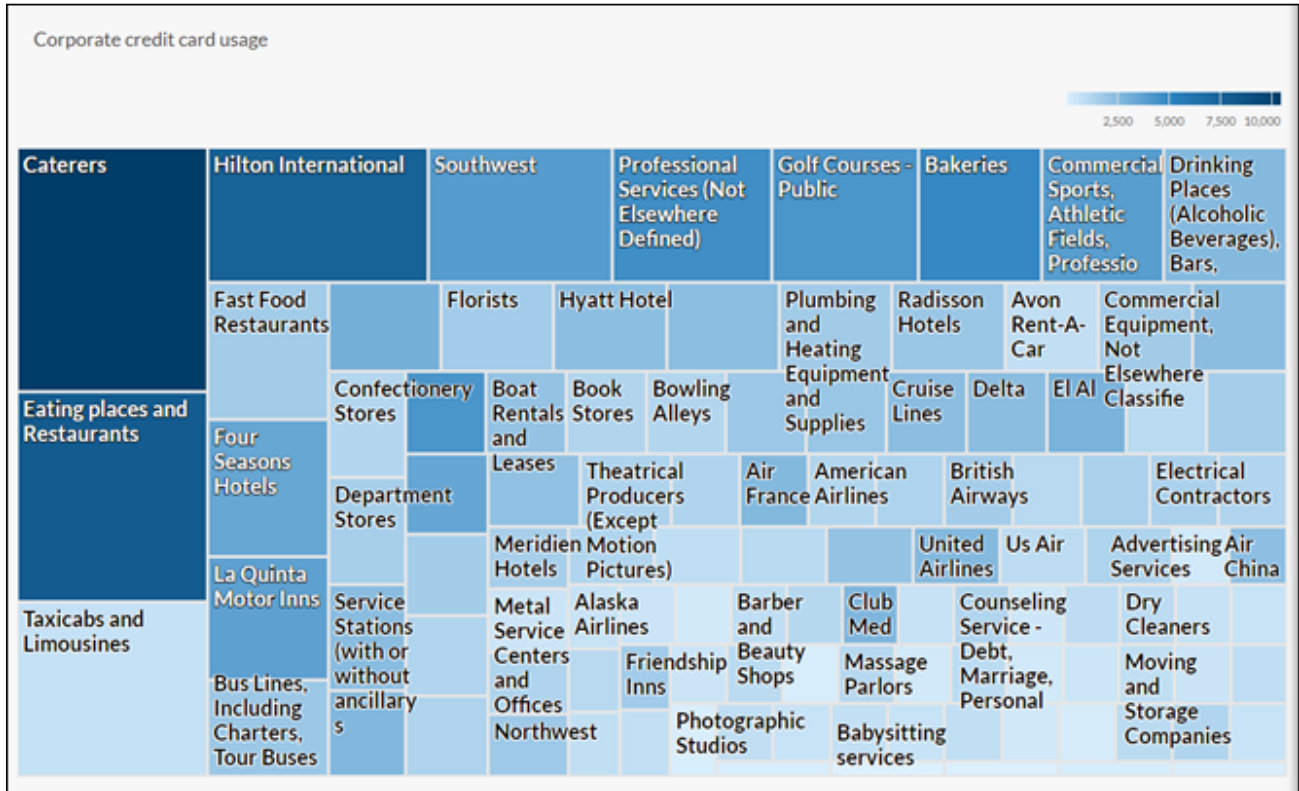 Corporate credit card usage
2,500 5,000 7,500 10,000
Caterers
Hilton International
Southwest
Professional
Services (Not
Elsewhere
Defined)
Golf Courses -
Public
Bakeries
Commercial
Sports,
Athletic
Fields,
Professio
Drinking
Places
(Alcoholic
Beverages),
Bars,
Eating places and
Restaurants
Taxicabs and
Limousines
Fast Food
Restaurants
Florists
Hyatt Hotel
Plumbing
and
Heating
Equipment
and
Supplies
Radisson
Hotels
Avon
Rent-A-
Car
Commercial
Equipment,
Not
Elsewhere
Classifie
Four
Seasons
Hotels
La Quinta
Motor Inns
Bus Lines,
Including
Charters,
Tour Buses
Confectionery
Stores
Department
Stores
Service
Stations
(with or
without
ancillary
s
Boat
Rentals
and
Leases
Book
Stores
Bowling
Alleys
Cruise
Lines
Delta
El Al
Theatrical
Producers
(Except
Motion
Pictures)
Air
France
American
Airlines
British
Airways
Electrical
Contractors
Meridien
Hotels
United
Airlines
Us Air
Advertising
Services
Air
China
Metal
Service
Centers
and
Offices
Northwest
Alaska
Airlines
Friendship
Inns
Barber
and
Beauty
Shops
Club
Med
Counseling
Service -
Debt,
Marriage,
Personal
Dry
Cleaners
Massage
Parlors
Moving
and
Storage
Companies
Photographic
Studios
Babysitting
services